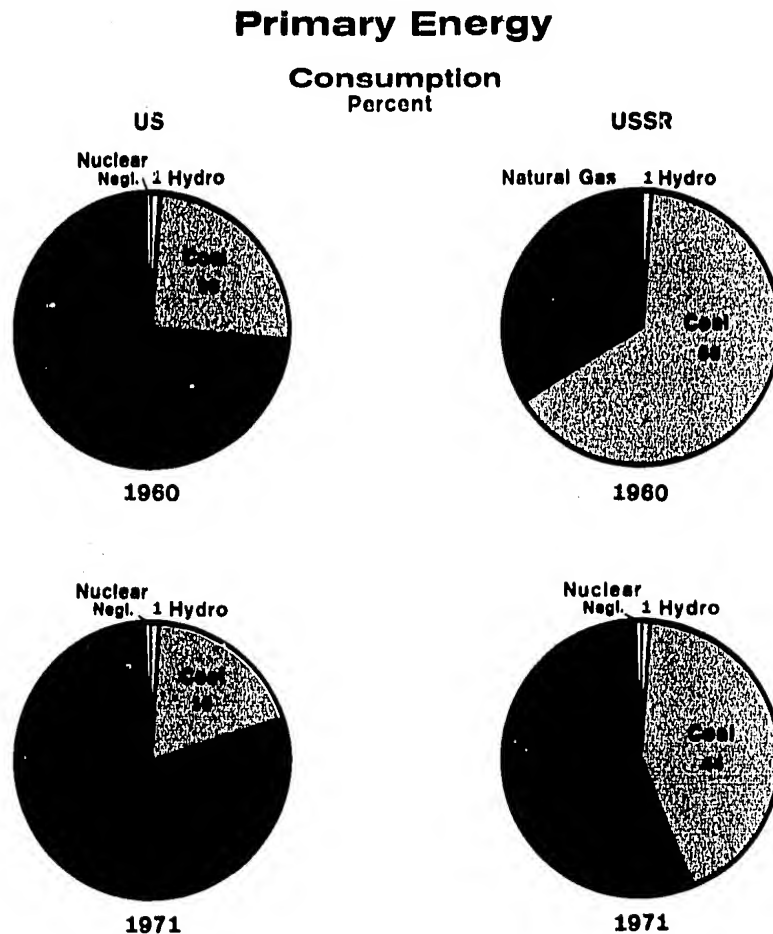 Primary Energy
Consumption
Percent
US
USSR
Nuclear
Negl. 1 Hydro
Natural Gas 1 Hydro
Coal
Coal
1960
1960
Nuclear
Negl. 1 Hydro
Nuclear
Negl. 1 Hydro
Coal
Coal
1971
1971